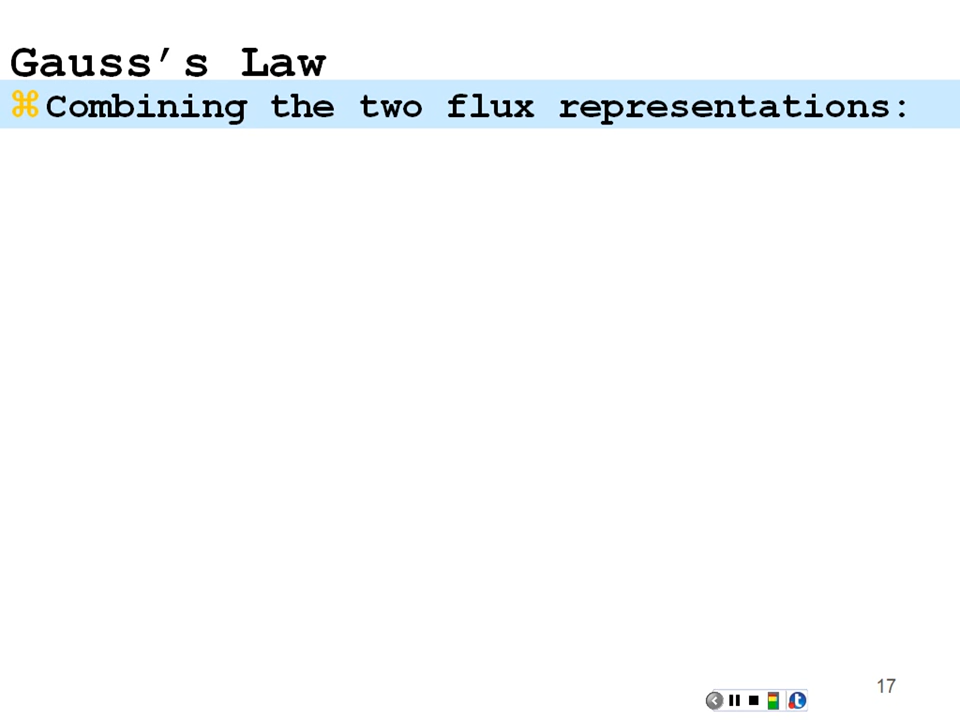 Gauss's Law
⌘Combining the two flux representations:
17